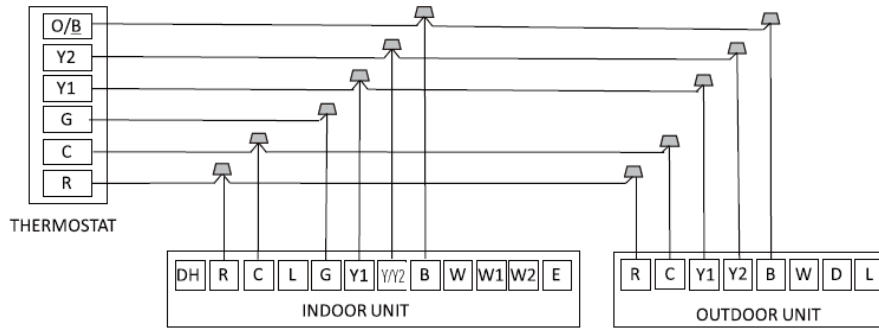 O/B
Y2
Y1
G
C
R
THERMOSTAT
DH R C L G Y1 Y/Y2 B W W1 W2 E
INDOOR UNIT
R C Y1 Y2 B W D L
OUTDOOR UNIT